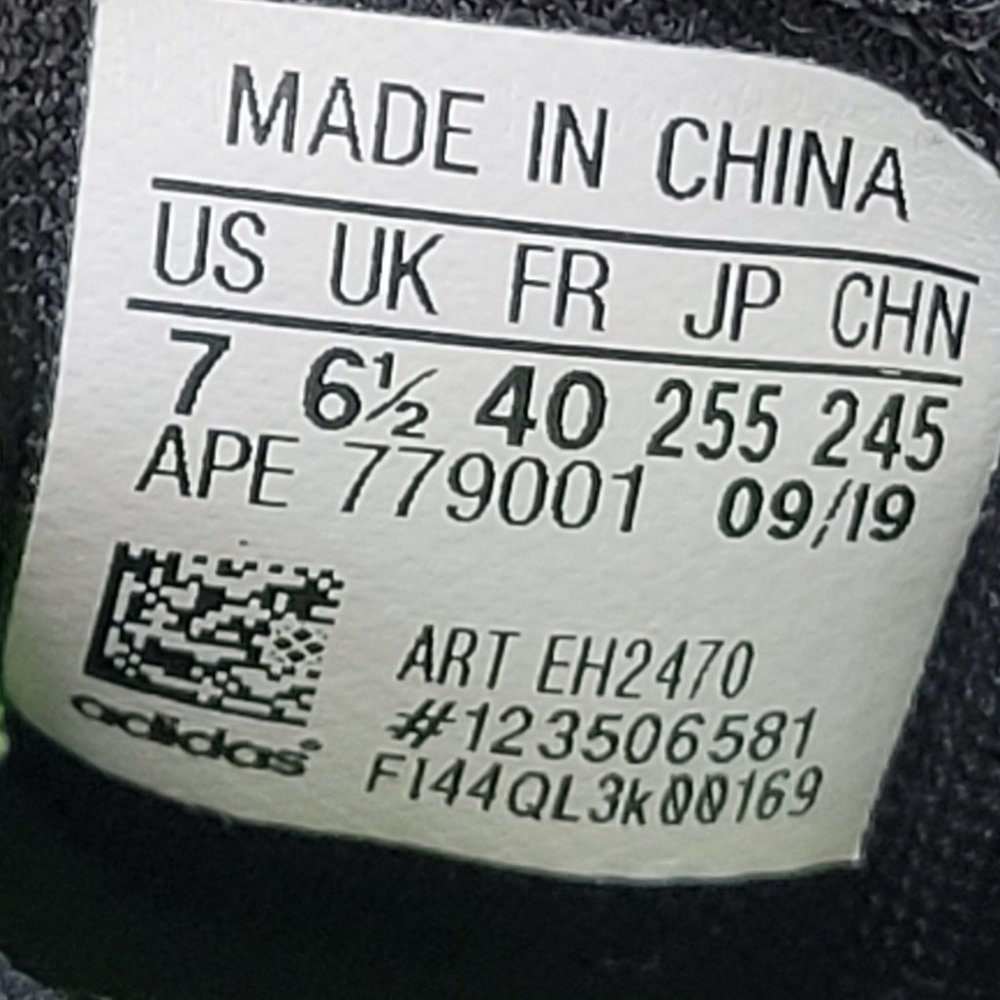 MADE IN CHINA
US UK FR JP CHN
7 6½ 40 255 245
APE 779001 09/19
ART EH2470
#123506581
adidas
FI44QL3k00169